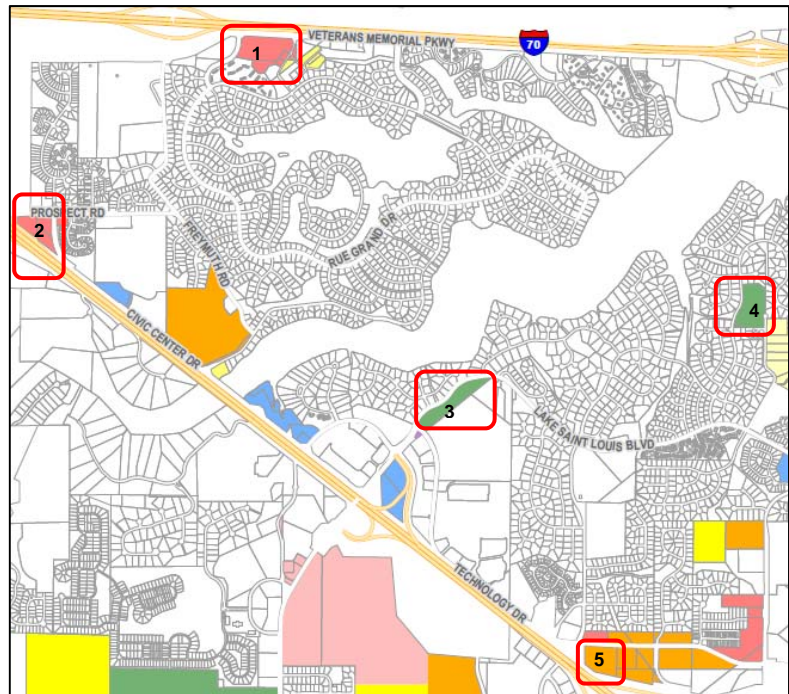 VETERANS MEMORIAL PKWY
70
1
PROSPECT RD
2
FREYMUTH RD
RUE GRAND DR
4
CIVIC CENTER DR
3
LAKE SAINT LOUIS BLVD
TECHNOLOGY DR
5